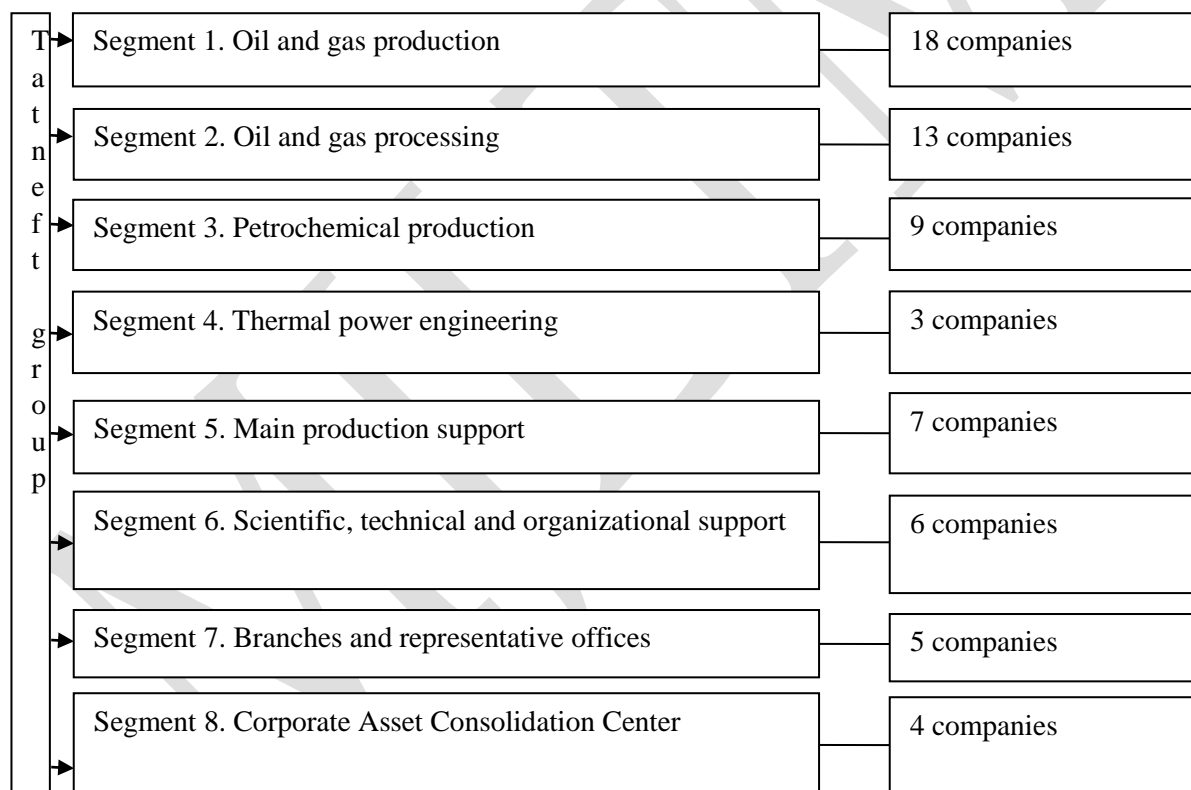 Tatneft group
Segment 1. Oil and gas production
18 companies
Segment 2. Oil and gas processing
13 companies
Segment 3. Petrochemical production
9 companies
Segment 4. Thermal power engineering
3 companies
Segment 5. Main production support
7 companies
Segment 6. Scientific, technical and organizational support
6 companies
Segment 7. Branches and representative offices
5 companies
Segment 8. Corporate Asset Consolidation Center
4 companies